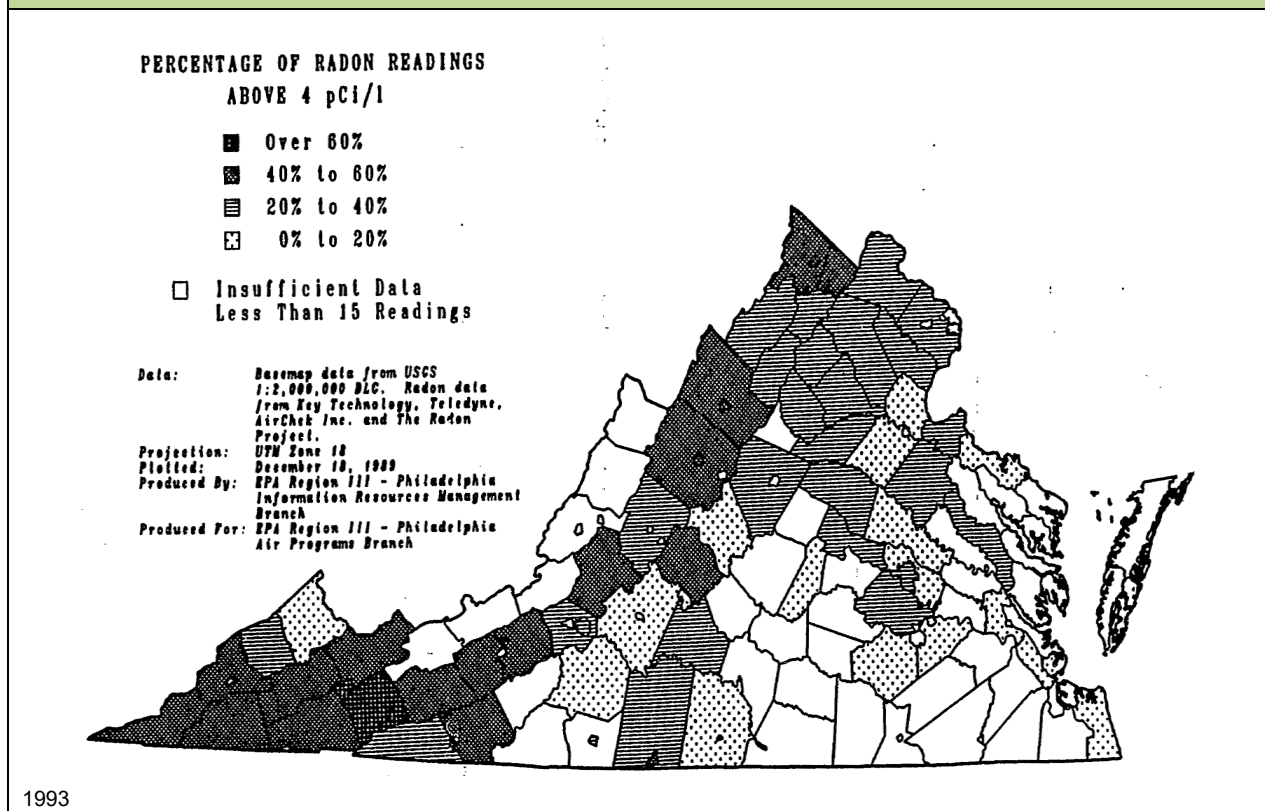 PERCENTAGE OF RADON READINGS
ABOVE 4 pCi/l
Over 60%
40% to 60%
20% to 40%
0% to 20%
Insufficient Data
Less Than 15 Readings
Data: Basemap data from USGS
1:2,000,000 DLG. Radon data
from Key Technology, Teledyne,
AirChek Inc. and The Radon
Project.
Projection: UTM Zone 18
Plotted: December 18, 1989
Produced By: EPA Region III - Philadelphia
Information Resources Management
Branch
Produced For: EPA Region III - Philadelphia
Air Programs Branch
1993